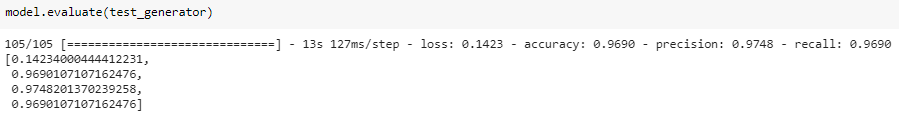 model.evaluate(test_generator)
105/105 [==============================] - 13s 127ms/step - loss: 0.1423 - accuracy: 0.9690 - precision: 0.9748 - recall: 0.9690
[0.14234000444412231,
 0.9690107107162476,
 0.9748201370239258,
 0.9690107107162476]